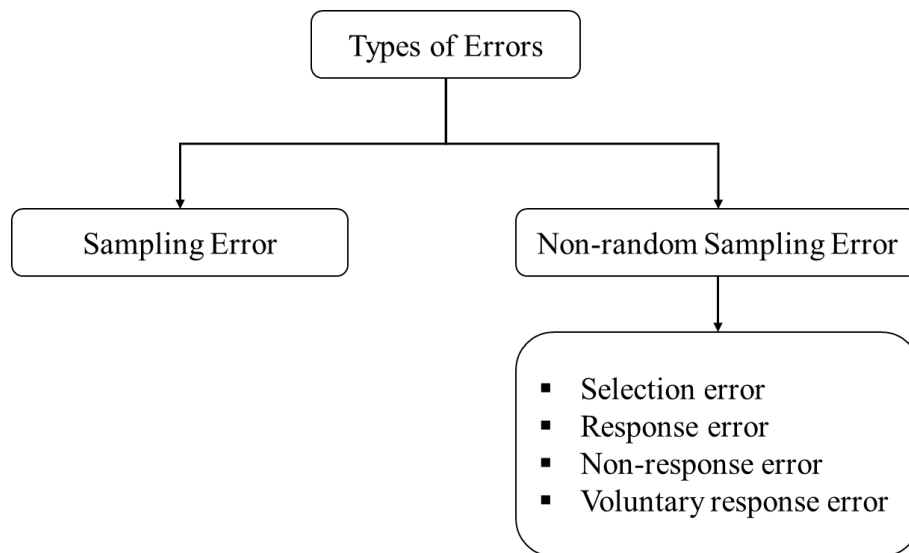 Types of Errors
Sampling Error
Non-random Sampling Error
▪ Selection error
▪ Response error
▪ Non-response error
▪ Voluntary response error